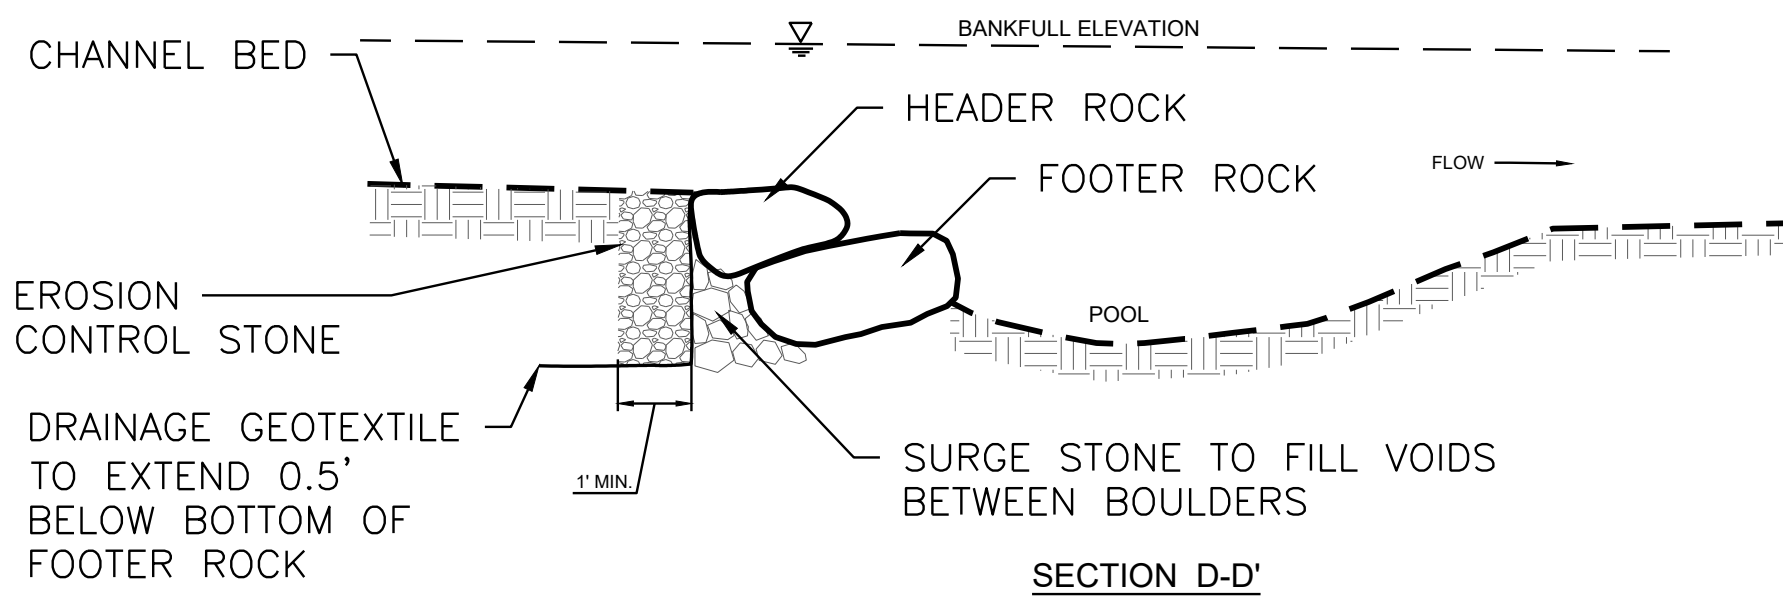 BANKFULL ELEVATION
CHANNEL BED
HEADER ROCK
FLOW
FOOTER ROCK
EROSION
CONTROL STONE
POOL
DRAINAGE GEOTEXTILE
TO EXTEND 0.5'
BELOW BOTTOM OF
FOOTER ROCK
1' MIN.
SURGE STONE TO FILL VOIDS
BETWEEN BOULDERS
SECTION D-D'